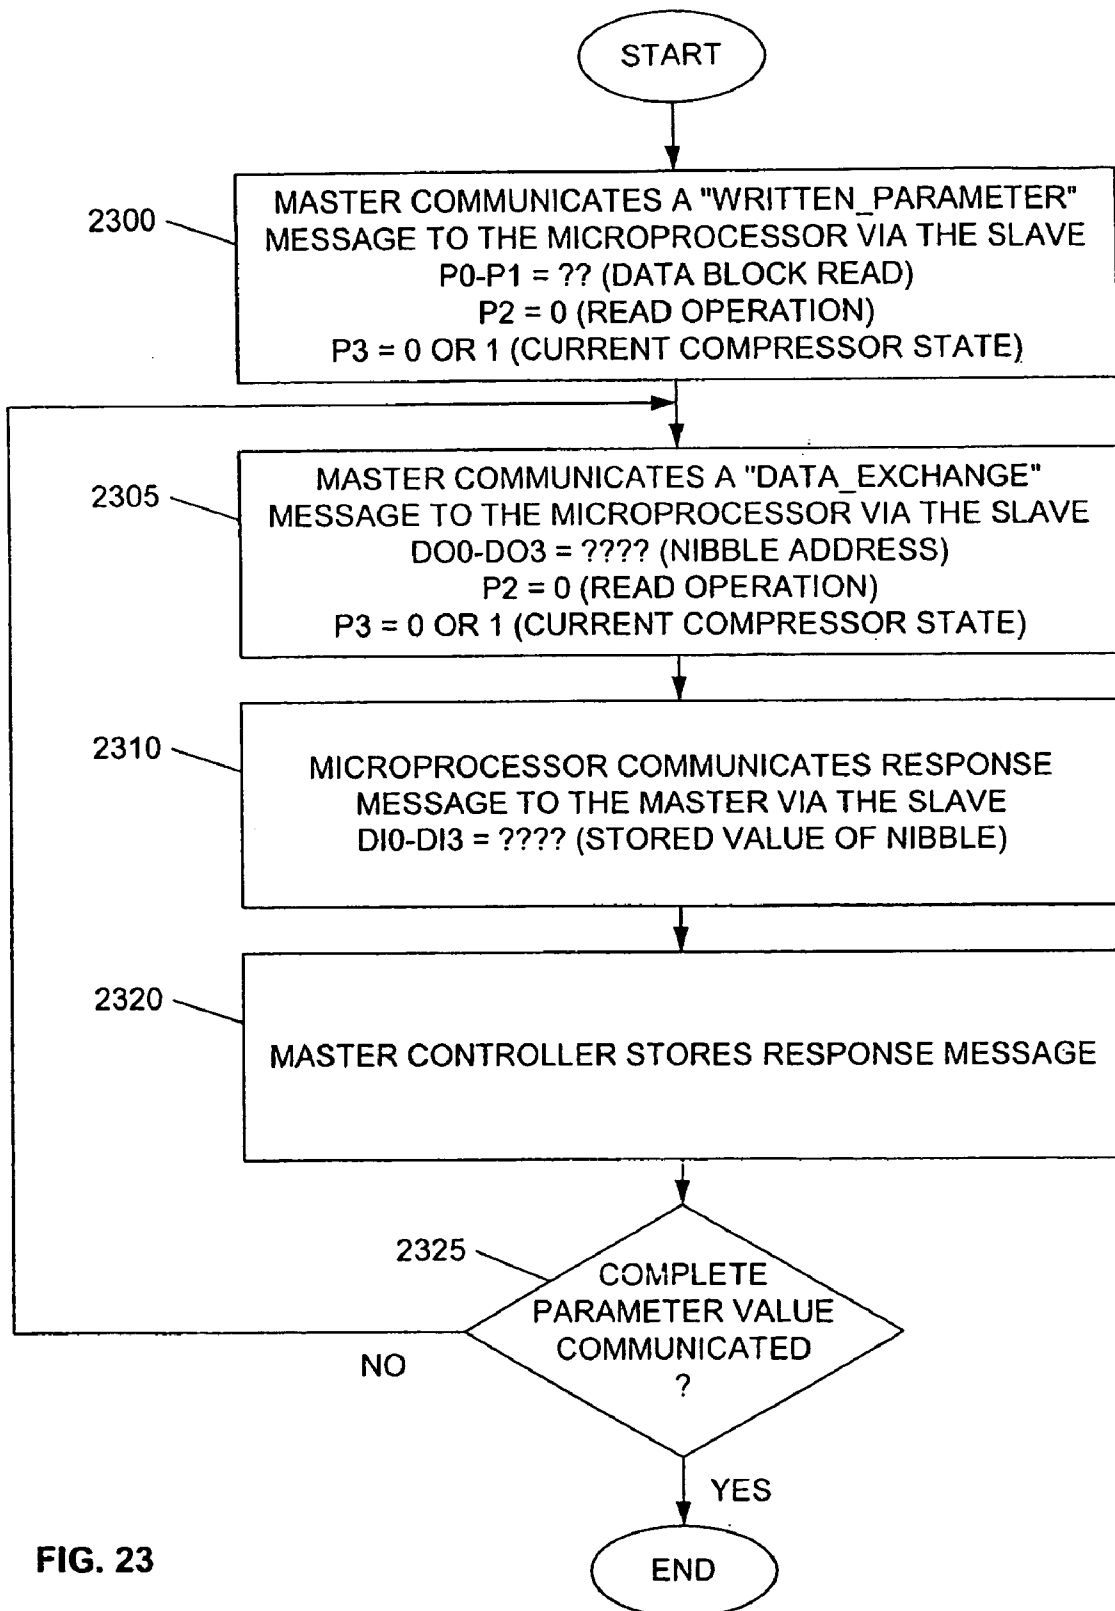 START
2300
MASTER COMMUNICATES A "WRITTEN_PARAMETER"
MESSAGE TO THE MICROPROCESSOR VIA THE SLAVE
P0-P1 = ?? (DATA BLOCK READ)
P2 = 0 (READ OPERATION)
P3 = 0 OR 1 (CURRENT COMPRESSOR STATE)
2305
MASTER COMMUNICATES A "DATA_EXCHANGE"
MESSAGE TO THE MICROPROCESSOR VIA THE SLAVE
DO0-DO3 = ???? (NIBBLE ADDRESS)
P2 = 0 (READ OPERATION)
P3 = 0 OR 1 (CURRENT COMPRESSOR STATE)
2310
MICROPROCESSOR COMMUNICATES RESPONSE
MESSAGE TO THE MASTER VIA THE SLAVE
DI0-DI3 = ???? (STORED VALUE OF NIBBLE)
2320
MASTER CONTROLLER STORES RESPONSE MESSAGE
2325
COMPLETE
PARAMETER VALUE
COMMUNICATED
?
NO
YES
END
FIG. 23